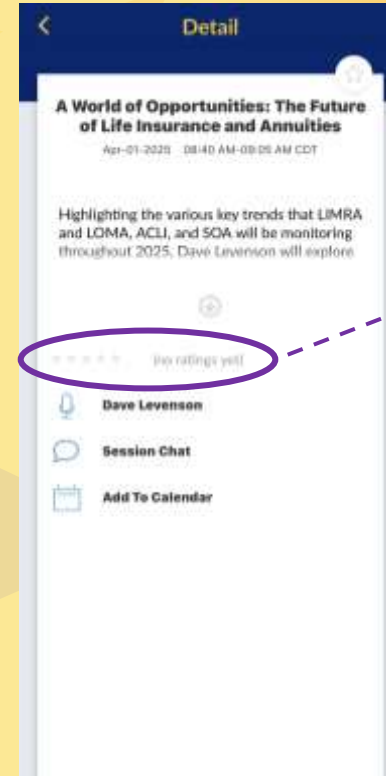 Detail
A World of Opportunities: The Future
of Life Insurance and Annuities
Apr-01-2025 08:40 AM-09:05 AM CDT
Highlighting the various key trends that LIMRA
and LOMA, ACLI, and SOA will be monitoring
throughout 2025, Dave Levenson will explore
(no ratings yet)
Dave Levenson
Session Chat
Add To Calendar